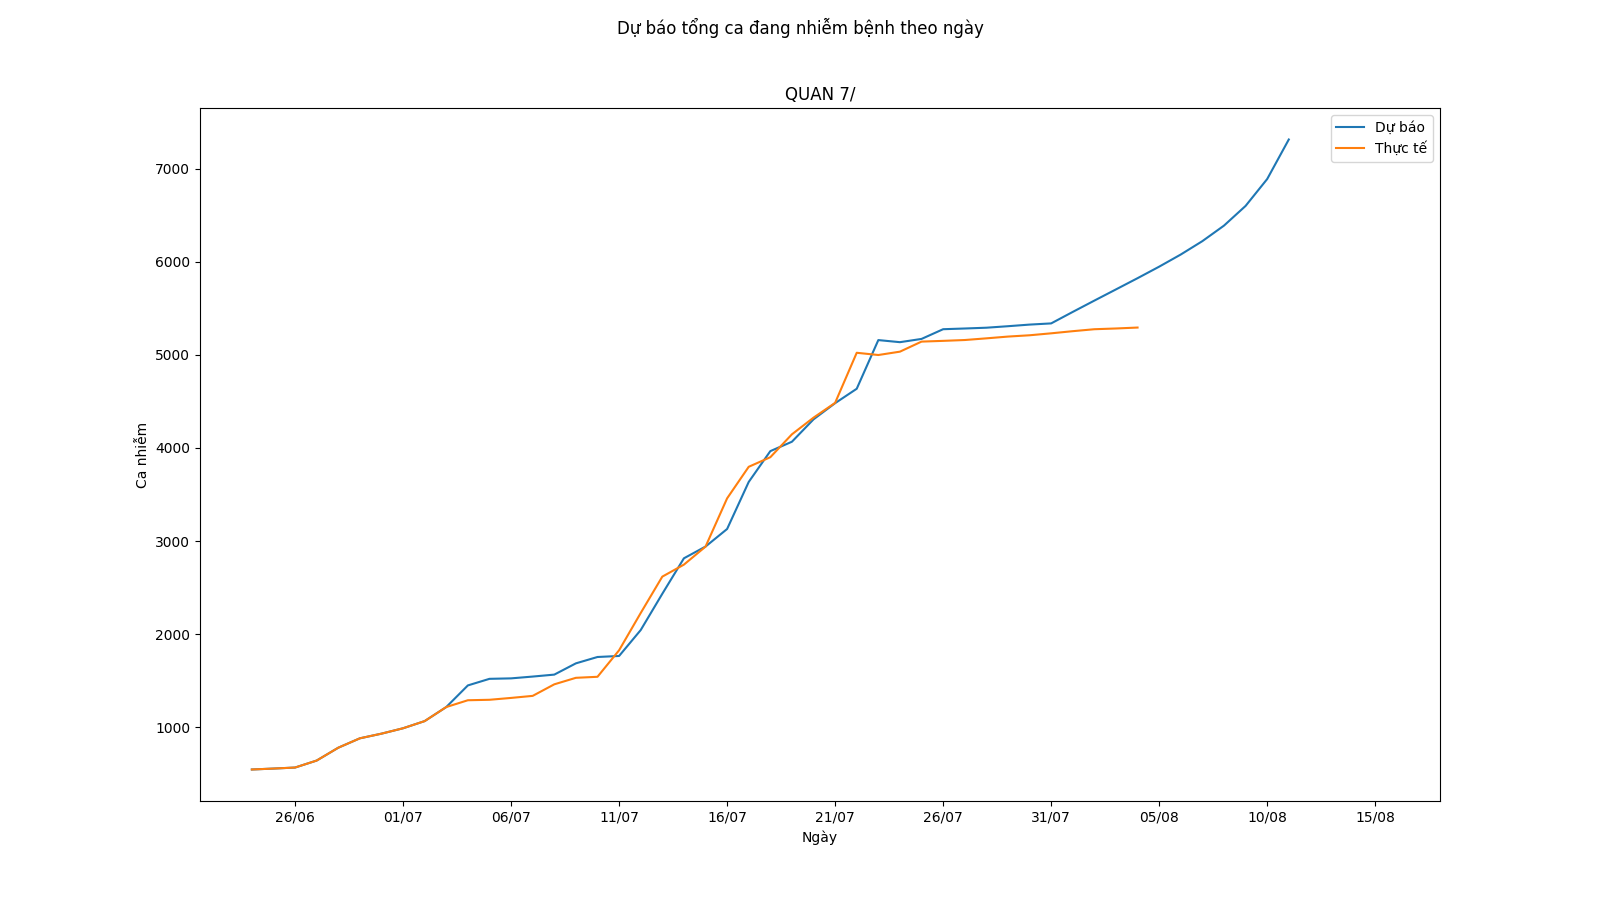 Dự báo tổng ca đang nhiễm bệnh theo ngày
QUAN 7/
Dự báo
Thực tế
7000
6000
5000
4000
3000
2000
1000
Ca nhiễm
26/06 01/07 06/07 11/07 16/07 21/07 26/07 31/07 05/08 10/08 15/08
Ngày